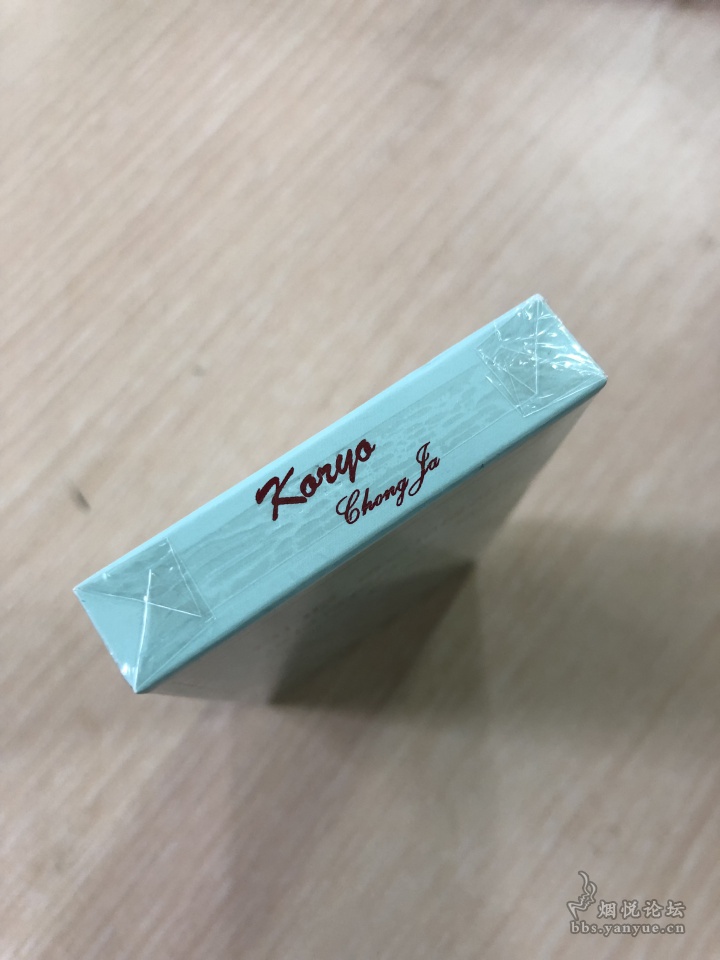 Koryo
Chong Ja
烟悦论坛
bbs.yanyue.cn